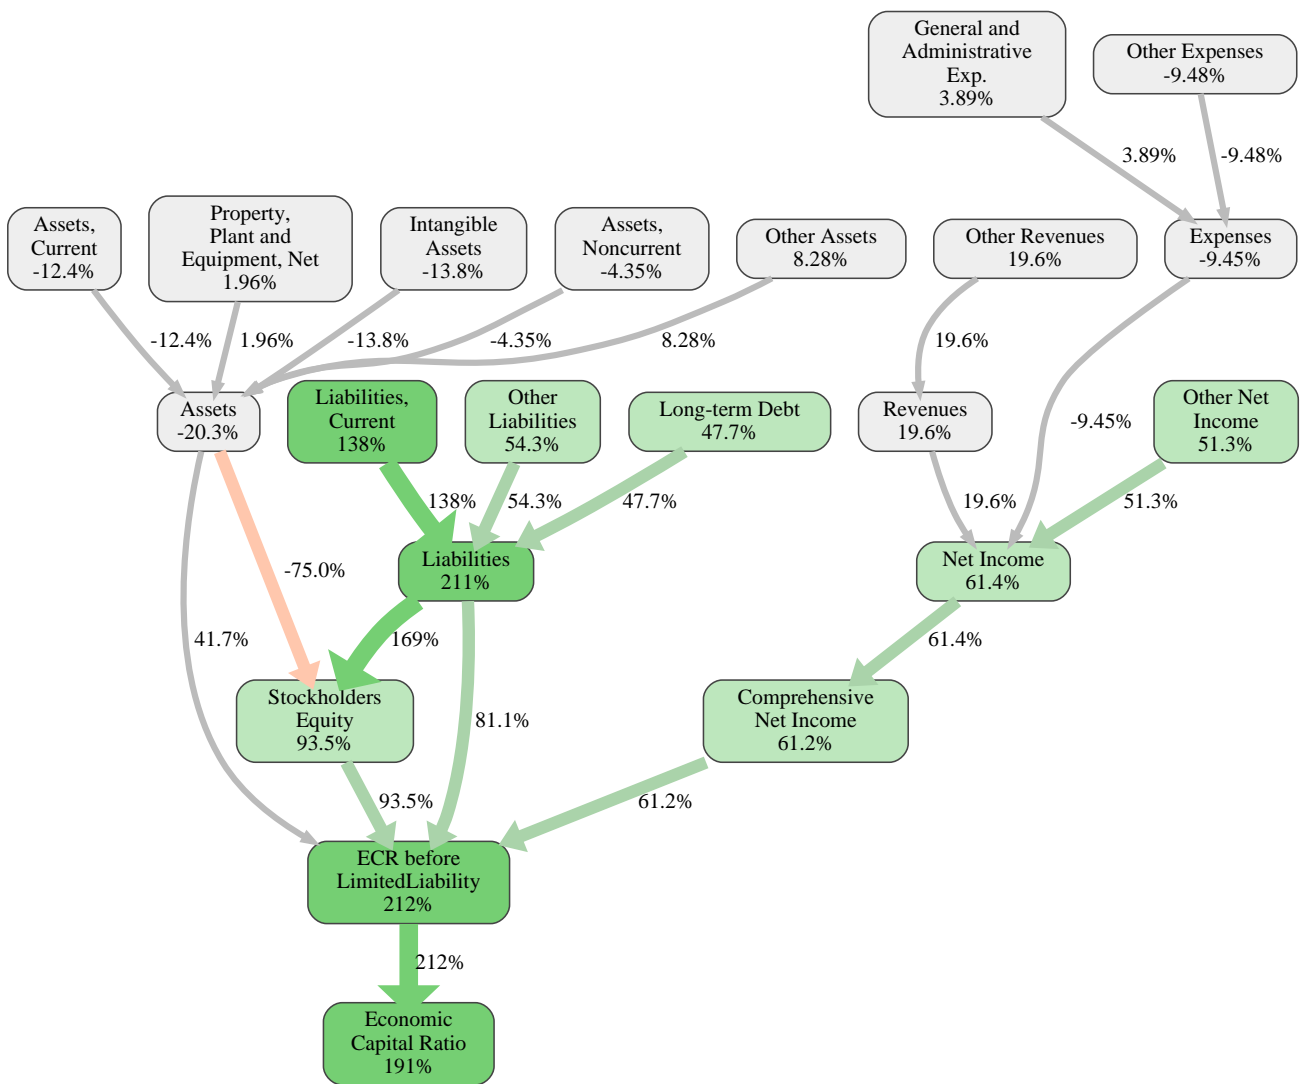 General and
Administrative
Exp.
3.89%
Other Expenses
-9.48%
3.89%
-9.48%
Assets,
Current
-12.4%
Property,
Plant and
Equipment, Net
1.96%
Intangible
Assets
-13.8%
Assets,
Noncurrent
-4.35%
Other Assets
8.28%
Other Revenues
19.6%
Expenses
-9.45%
-12.4%
1.96%
-13.8%
-4.35%
8.28%
19.6%
-9.45%
Assets
-20.3%
Liabilities,
Current
138%
Other
Liabilities
54.3%
Long-term Debt
47.7%
Revenues
19.6%
Other Net
Income
51.3%
138%
54.3%
47.7%
19.6%
51.3%
-75.0%
Liabilities
211%
Net Income
61.4%
41.7%
169%
81.1%
61.4%
Stockholders
Equity
93.5%
Comprehensive
Net Income
61.2%
93.5%
61.2%
ECR before
LimitedLiability
212%
212%
Economic
Capital Ratio
191%